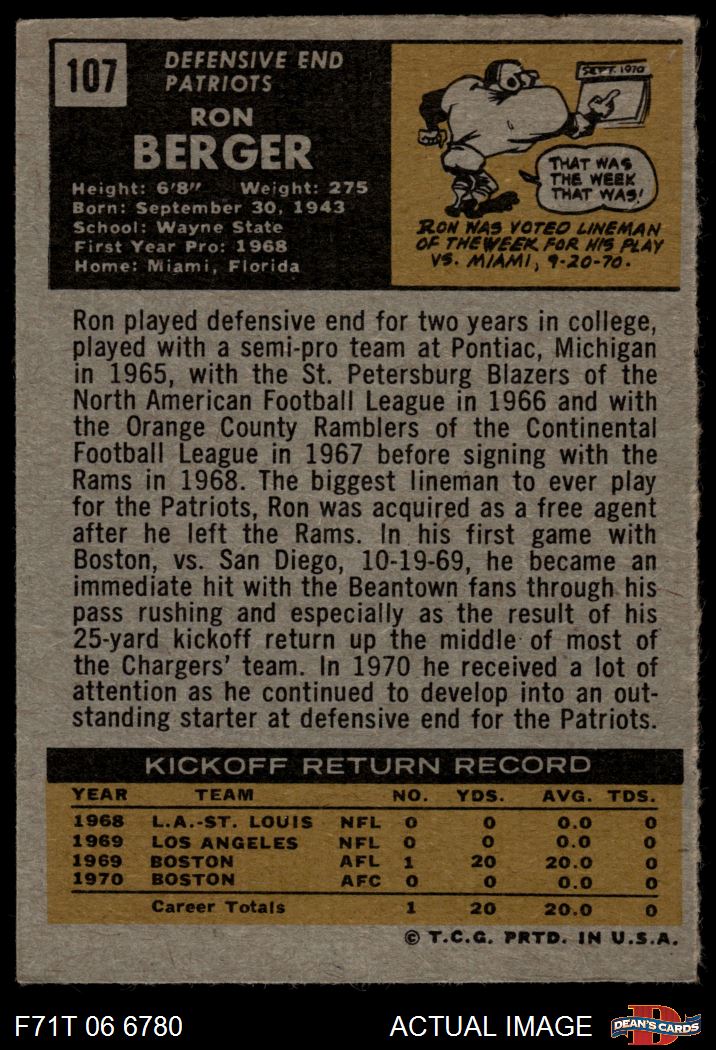 107
DEFENSIVE END
PATRIOTS
RON
BERGER
Height: 6'8" Weight: 275
Born: September 30, 1943
School: Wayne State
First Year Pro: 1968
Home: Miami, Florida
SEPT. 1970
THAT WAS
THE WEEK
THAT WAS!
RON WAS VOTED LINEMAN
OF THE WEEK FOR HIS PLAY
VS. MIAMI, 9-20-70.
Ron played defensive end for two years in college,
played with a semi-pro team at Pontiac, Michigan
in 1965, with the St. Petersburg Blazers of the
North American Football League in 1966 and with
the Orange County Ramblers of the Continental
Football League in 1967 before signing with the
Rams in 1968. The biggest lineman to ever play
for the Patriots, Ron was acquired as a free agent
after he left the Rams. In his first game with
Boston, vs. San Diego, 10-19-69, he became an
immediate hit with the Beantown fans through his
pass rushing and especially as the result of his
25-yard kickoff return up the middle of most of
the Chargers' team. In 1970 he received a lot of
attention as he continued to develop into an out-
standing starter at defensive end for the Patriots.
KICKOFF RETURN RECORD
YEAR TEAM NO. YDS. AVG. TDS.
1968 L.A.-ST. LOUIS NFL 0 0 0.0 0
1969 LOS ANGELES NFL 0 0 0.0 0
1969 BOSTON AFL 1 20 20.0 0
1970 BOSTON AFC 0 0 0.0 0
Career Totals 1 20 20.0 0
© T.C.G. PRTD. IN U.S.A.
F71T 06 6780 ACTUAL IMAGE D DEAN'S CARDS